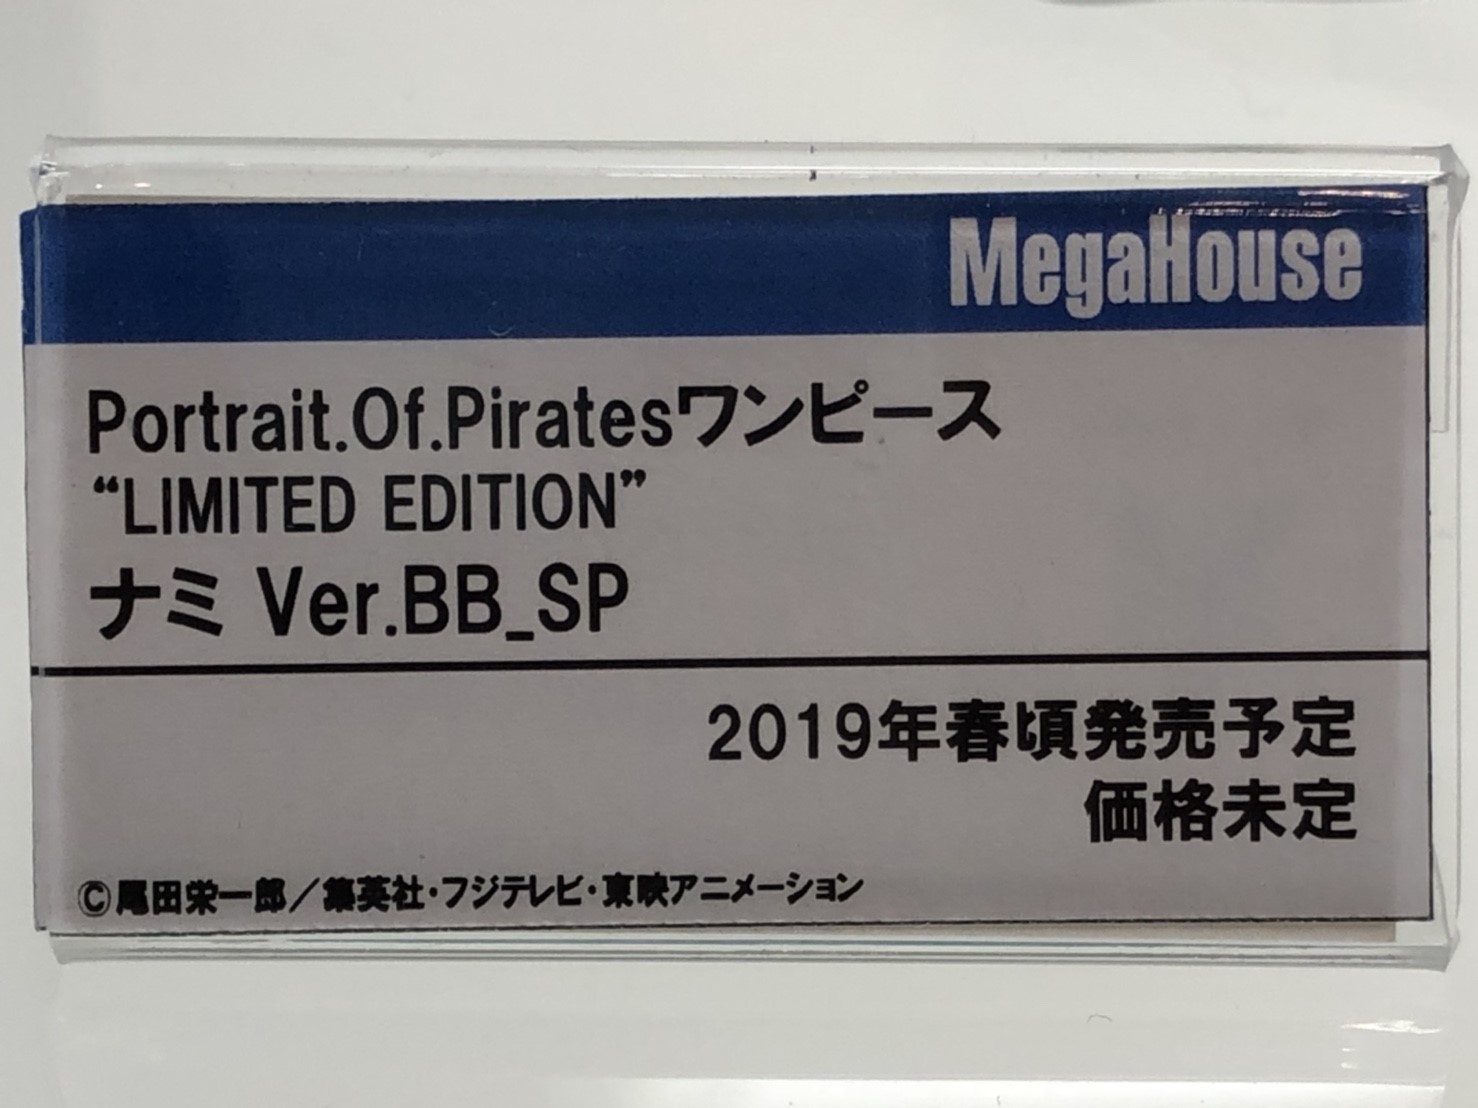 MegaHouse
Portrait.Of.Piratesワンピース
“LIMITED EDITION”
ナミ Ver.BB_SP
2019年春頃発売予定
価格未定
©尾田栄一郎／集英社・フジテレビ・東映アニメーション